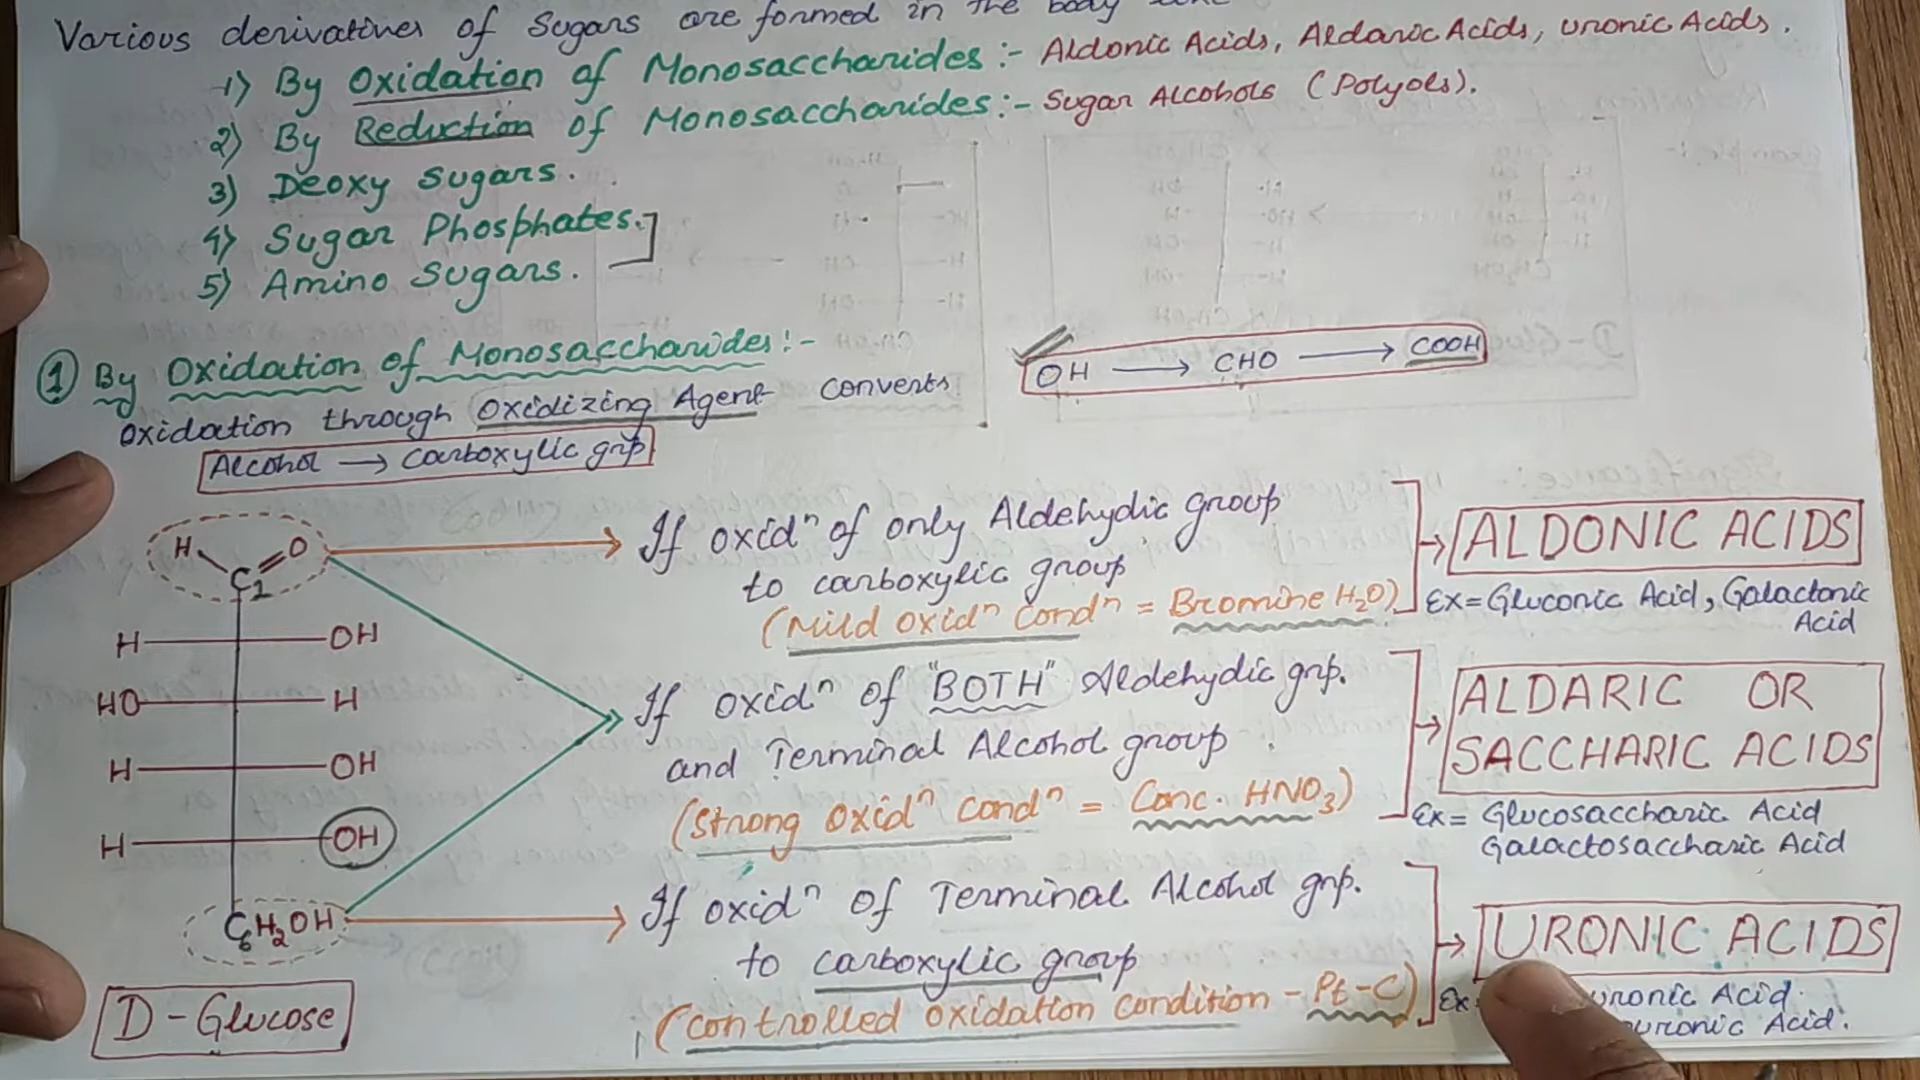 Various derivatives of Sugars are formed in the body
1) By Oxidation of Monosaccharides :- Aldonic Acids, Aldaric Acids, Uronic Acids.
2) By Reduction of Monosaccharides :- Sugar Alcohols (Polyols).
3) Deoxy Sugars.
4) Sugar Phosphates.
5) Amino Sugars.
① By Oxidation of Monosaccharides :-
Oxidation through Oxidizing Agent converts
Alcohol → Carboxylic grp
OH → CHO → COOH
H O
C1
H OH
HO H
H OH
H OH
C6H2OH
D - Glucose
If oxidⁿ of only Aldehydic group
to carboxylic group
(Mild oxidⁿ Condⁿ = Bromine H2O)
ALDONIC ACIDS
Ex = Gluconic Acid, Galactonic
Acid
If oxidⁿ of "BOTH" Aldehydic grp.
and Terminal Alcohol group.
(Strong oxidⁿ Condⁿ = Conc. HNO3)
ALDARIC OR
SACCHARIC ACIDS
Ex = Glucosaccharic Acid
Galactosaccharic Acid
If oxidⁿ of Terminal Alcohol grp.
to carboxylic group
(Controlled oxidation condition - Pt-C)
URONIC ACIDS
Ex= uronic Acid.
uronic Acid.